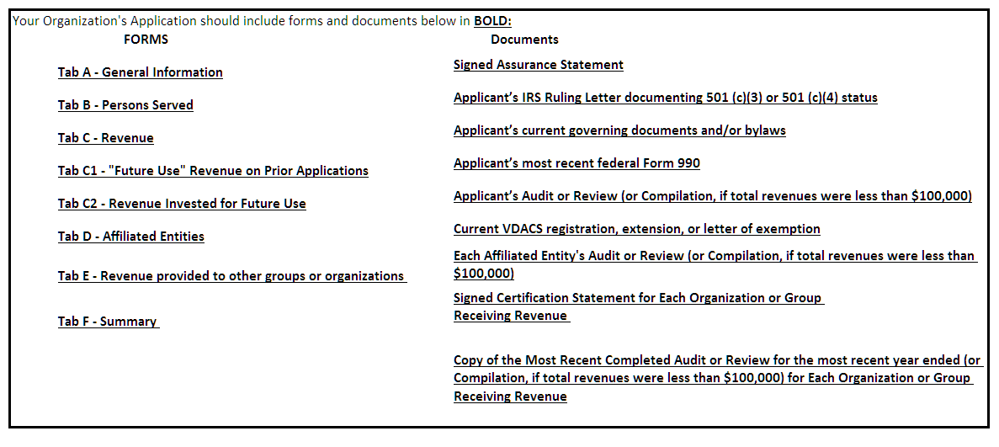 Your Organization's Application should include forms and documents below in BOLD:
FORMS
Documents
Tab A - General Information
Tab B - Persons Served
Tab C - Revenue
Tab C1 - "Future Use" Revenue on Prior Applications
Tab C2 - Revenue Invested for Future Use
Tab D - Affiliated Entities
Tab E - Revenue provided to other groups or organizations
Tab F - Summary
Signed Assurance Statement
Applicant’s IRS Ruling Letter documenting 501 (c)(3) or 501 (c)(4) status
Applicant’s current governing documents and/or bylaws
Applicant’s most recent federal Form 990
Applicant’s Audit or Review (or Compilation, if total revenues were less than $100,000)
Current VDACS registration, extension, or letter of exemption
Each Affiliated Entity's Audit or Review (or Compilation, if total revenues were less than
$100,000)
Signed Certification Statement for Each Organization or Group
Receiving Revenue
Copy of the Most Recent Completed Audit or Review for the most recent year ended (or
Compilation, if total revenues were less than $100,000) for Each Organization or Group
Receiving Revenue